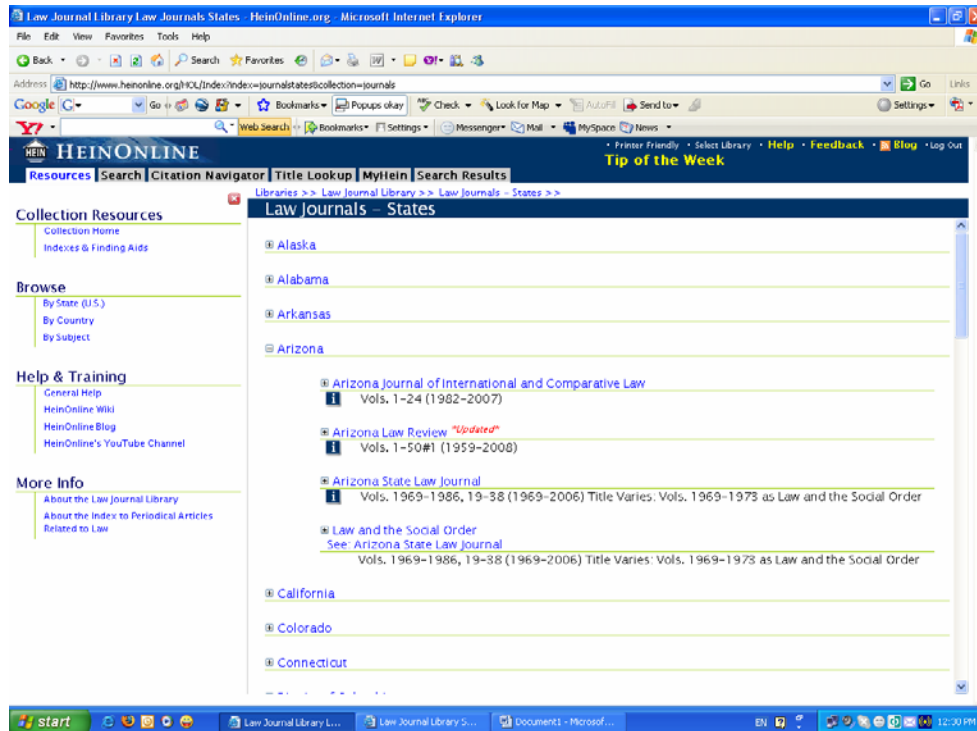 Law Journal Library Law Journals States - HeinOnline.org - Microsoft Internet Explorer
File Edit View Favorites Tools Help
Back Search Favorites
Address http://www.heinonline.org/HOL/Index?index=journalstates&collection=journals Go Links
Google Go Bookmarks Popups okay Check Look for Map AutoFill Send to Settings
Y! Web Search Bookmarks Settings Messenger Mail MySpace News
HEIN HEINONLINE • Printer Friendly • Select Library • Help • Feedback • Blog • Log Out
Tip of the Week
Resources Search Citation Navigator Title Lookup MyHein Search Results
Libraries >> Law Journal Library >> Law Journals - States >>
Law Journals - States
Collection Resources
Collection Home
Indexes & Finding Aids
Browse
By State (U.S.)
By Country
By Subject
Help & Training
General Help
HeinOnline Wiki
HeinOnline Blog
HeinOnline's YouTube Channel
More Info
About the Law Journal Library
About the Index to Periodical Articles
Related to Law
Alaska
Alabama
Arkansas
Arizona
Arizona Journal of International and Comparative Law
Vols. 1-24 (1982-2007)
Arizona Law Review "Updated"
Vols. 1-50#1 (1959-2008)
Arizona State Law Journal
Vols. 1969-1986, 19-38 (1969-2006) Title Varies: Vols. 1969-1973 as Law and the Social Order
Law and the Social Order
See: Arizona State Law Journal
Vols. 1969-1986, 19-38 (1969-2006) Title Varies: Vols. 1969-1973 as Law and the Social Order
California
Colorado
Connecticut
start Law Journal Library L... Law Journal Library S... Document1 - Microsof... EN 12:30 PM